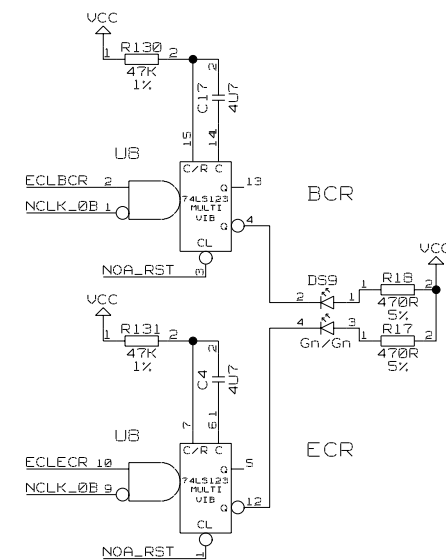 VCC
R130
1 2
47K
1%
C17
4U7
2
15
14
1
U8
C/R C
ECLBCR 2
NCLK_0B 1
74LS123
MULTI
VIB
Q
Q
CL
13
4
3
NOA_RST
BCR
VCC
DS9
2 1
R18
1 2
470R
5%
4 3
Gn/Gn
R17
1 2
470R
5%
VCC
R131
1 2
47K
1%
C4
4U7
2
7
6
1
U8
C/R C
ECLECR 10
NCLK_0B 9
74LS123
MULTI
VIB
Q
Q
CL
5
12
1
NOA_RST
ECR